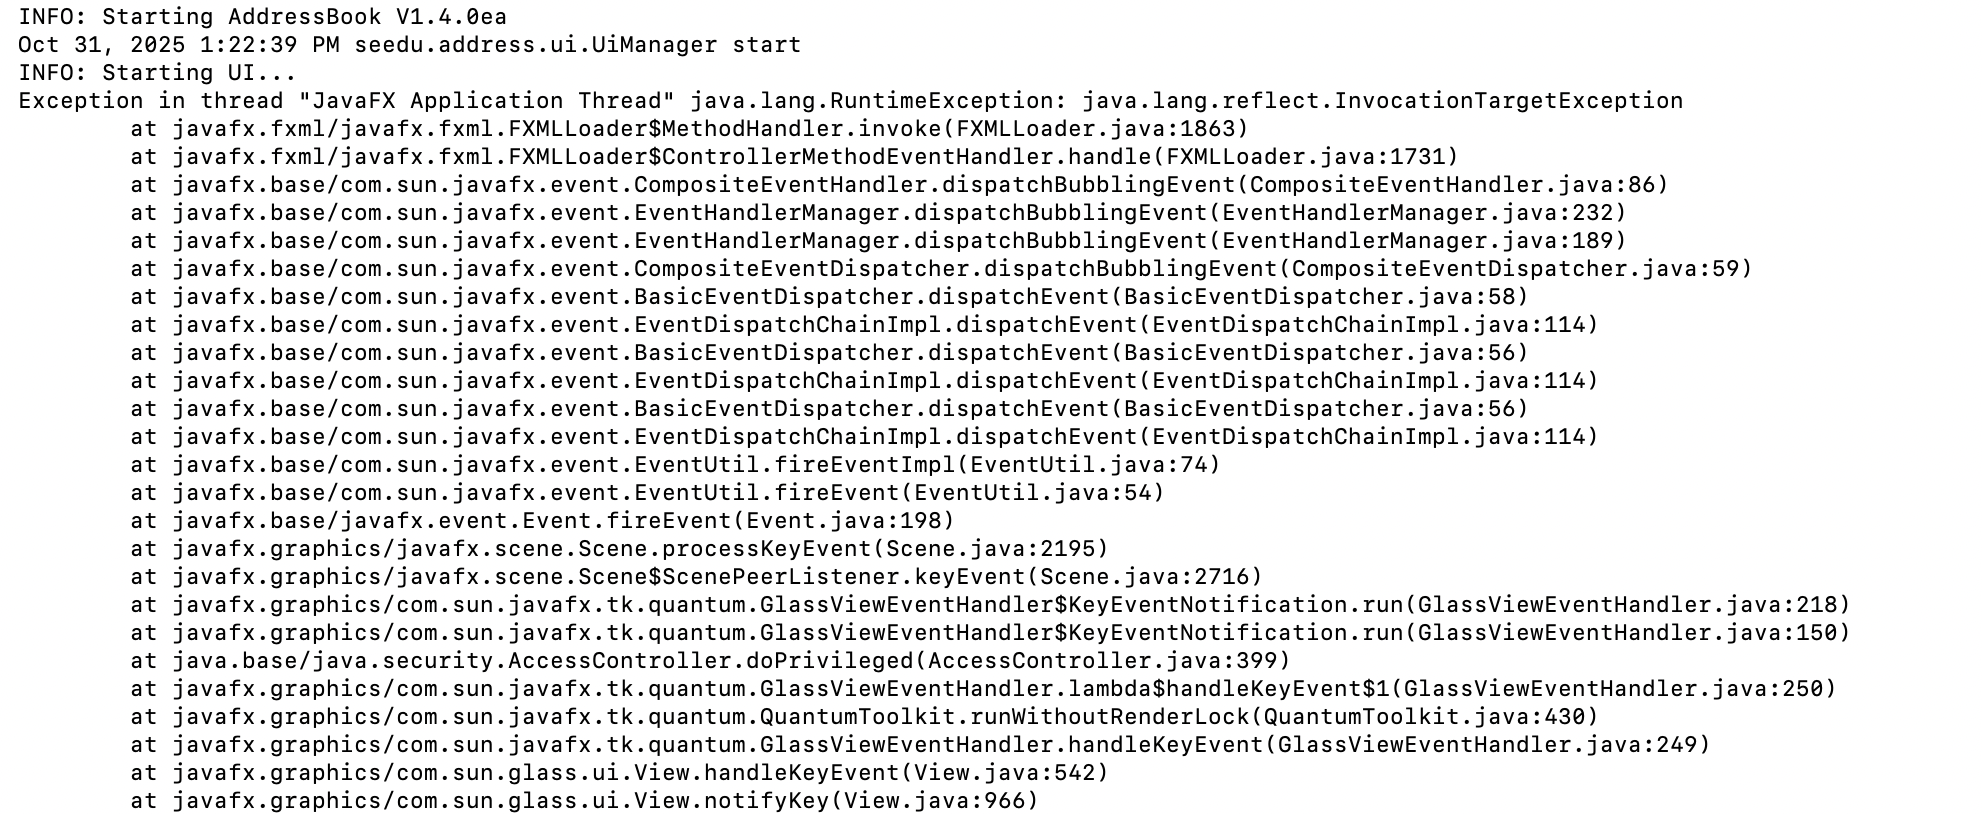 INFO: Starting AddressBook V1.4.0ea
Oct 31, 2025 1:22:39 PM seedu.address.ui.UiManager start
INFO: Starting UI...
Exception in thread "JavaFX Application Thread" java.lang.RuntimeException: java.lang.reflect.InvocationTargetException
at javafx.fxml/javafx.fxml.FXMLLoader$MethodHandler.invoke(FXMLLoader.java:1863)
at javafx.fxml/javafx.fxml.FXMLLoader$ControllerMethodEventHandler.handle(FXMLLoader.java:1731)
at javafx.base/com.sun.javafx.event.CompositeEventHandler.dispatchBubblingEvent(CompositeEventHandler.java:86)
at javafx.base/com.sun.javafx.event.EventHandlerManager.dispatchBubblingEvent(EventHandlerManager.java:232)
at javafx.base/com.sun.javafx.event.EventHandlerManager.dispatchBubblingEvent(EventHandlerManager.java:189)
at javafx.base/com.sun.javafx.event.CompositeEventDispatcher.dispatchBubblingEvent(CompositeEventDispatcher.java:59)
at javafx.base/com.sun.javafx.event.BasicEventDispatcher.dispatchEvent(BasicEventDispatcher.java:58)
at javafx.base/com.sun.javafx.event.EventDispatchChainImpl.dispatchEvent(EventDispatchChainImpl.java:114)
at javafx.base/com.sun.javafx.event.BasicEventDispatcher.dispatchEvent(BasicEventDispatcher.java:56)
at javafx.base/com.sun.javafx.event.EventDispatchChainImpl.dispatchEvent(EventDispatchChainImpl.java:114)
at javafx.base/com.sun.javafx.event.BasicEventDispatcher.dispatchEvent(BasicEventDispatcher.java:56)
at javafx.base/com.sun.javafx.event.EventDispatchChainImpl.dispatchEvent(EventDispatchChainImpl.java:114)
at javafx.base/com.sun.javafx.event.EventUtil.fireEventImpl(EventUtil.java:74)
at javafx.base/com.sun.javafx.event.EventUtil.fireEvent(EventUtil.java:54)
at javafx.base/javafx.event.Event.fireEvent(Event.java:198)
at javafx.graphics/javafx.scene.Scene.processKeyEvent(Scene.java:2195)
at javafx.graphics/javafx.scene.Scene$ScenePeerListener.keyEvent(Scene.java:2716)
at javafx.graphics/com.sun.javafx.tk.quantum.GlassViewEventHandler$KeyEventNotification.run(GlassViewEventHandler.java:218)
at javafx.graphics/com.sun.javafx.tk.quantum.GlassViewEventHandler$KeyEventNotification.run(GlassViewEventHandler.java:150)
at java.base/java.security.AccessController.doPrivileged(AccessController.java:399)
at javafx.graphics/com.sun.javafx.tk.quantum.GlassViewEventHandler.lambda$handleKeyEvent$1(GlassViewEventHandler.java:250)
at javafx.graphics/com.sun.javafx.tk.quantum.QuantumToolkit.runWithoutRenderLock(QuantumToolkit.java:430)
at javafx.graphics/com.sun.javafx.tk.quantum.GlassViewEventHandler.handleKeyEvent(GlassViewEventHandler.java:249)
at javafx.graphics/com.sun.glass.ui.View.handleKeyEvent(View.java:542)
at javafx.graphics/com.sun.glass.ui.View.notifyKey(View.java:966)